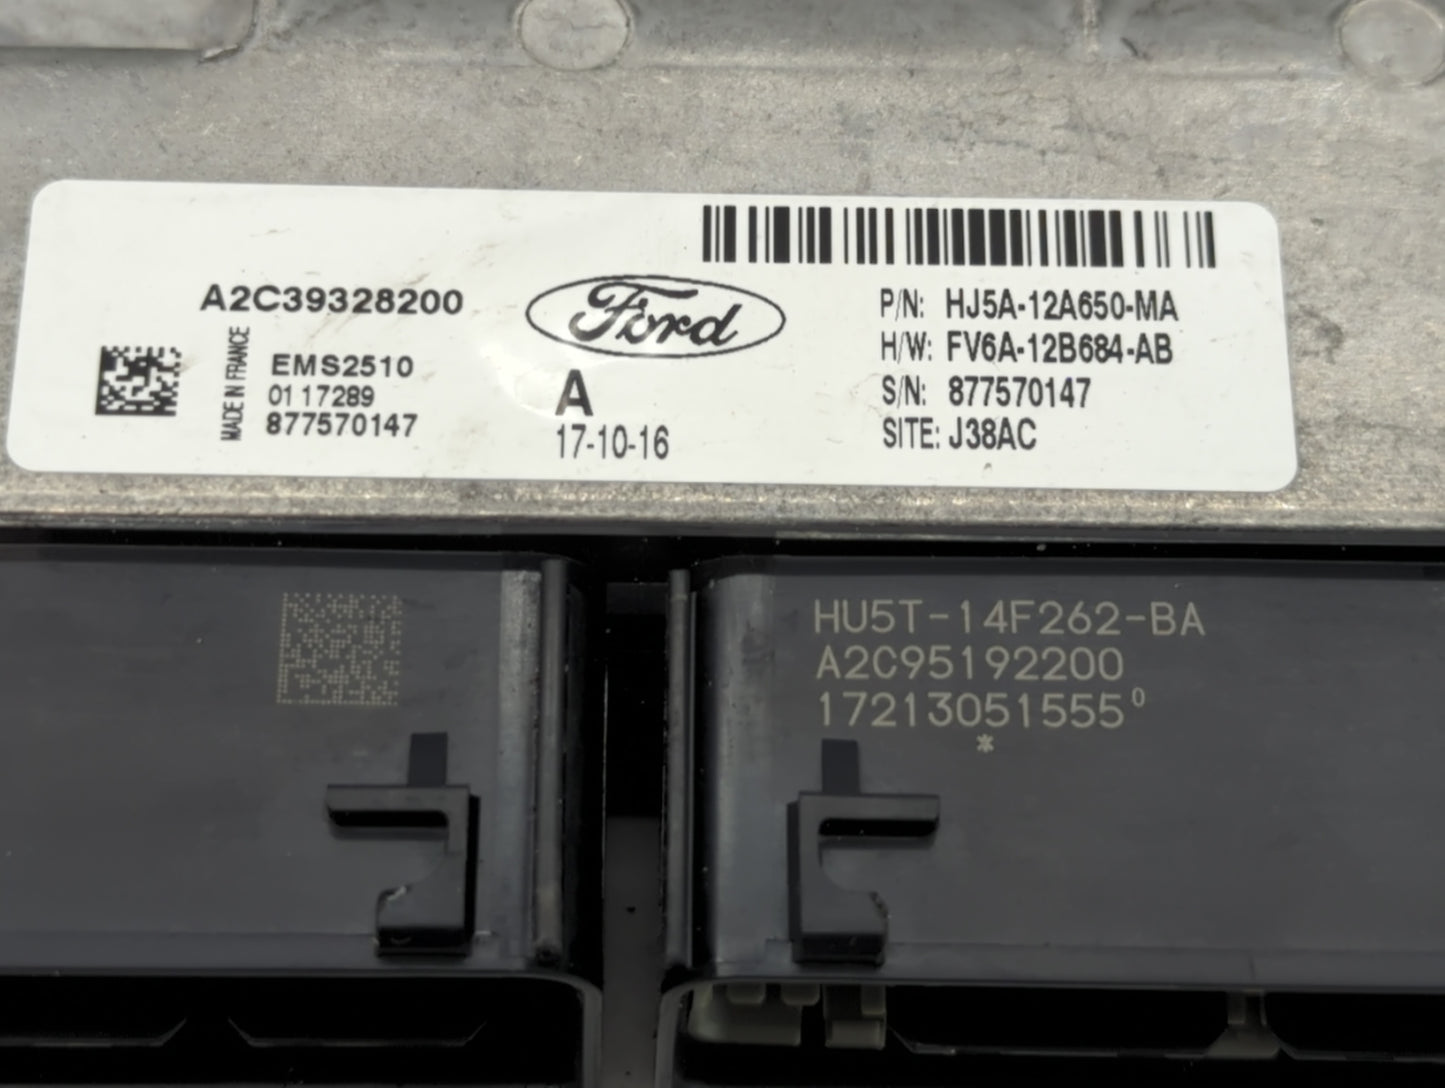 A2C39328200
MADE IN FRANCE
EMS2510
01 17289
877570147
Ford
A
17-10-16
P/N: HJ5A-12A650-MA
H/W: FV6A-12B684-AB
S/N: 877570147
SITE: J38AC
HU5T-14F262-BA
A2C95192200
17213051555⁰
*